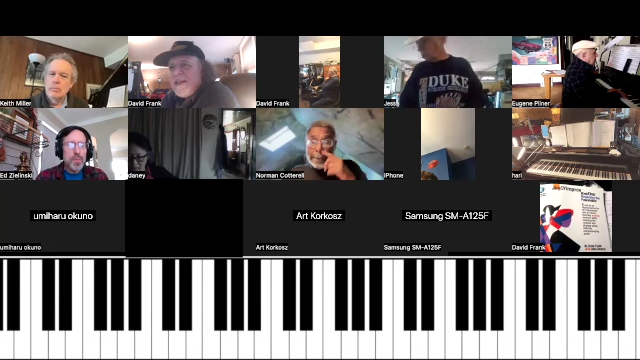 Keith Miller
David Frank
David Frank
Jessy
DUKE
Eugene Pliner
Ed Zielinski
daney
Norman Cotterell
iPhone
hari
umiharu okuno
Art Korkosz
Samsung SM-A125F
umiharu okuno
Art Korkosz
Samsung SM-A125F
David Frank